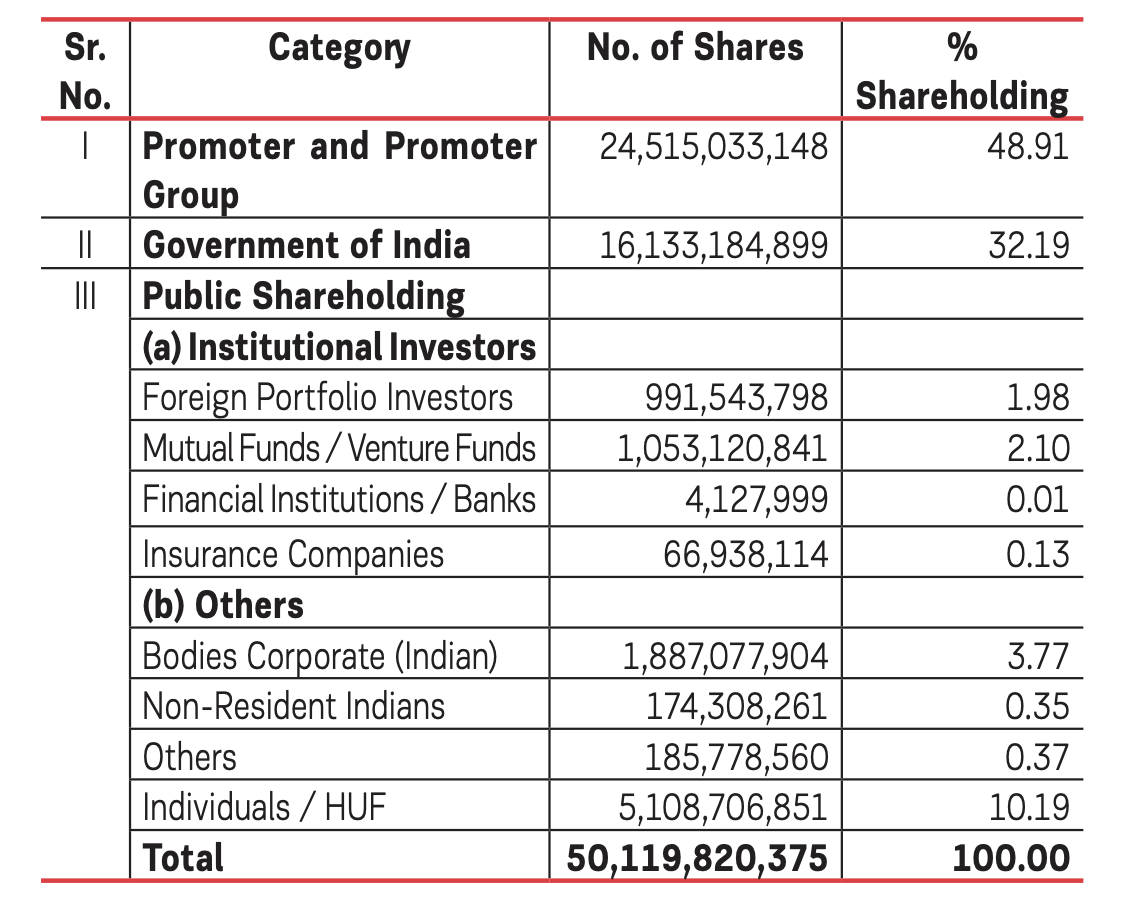 Sr. No. Category No. of Shares % Shareholding
I Promoter and Promoter Group 24,515,033,148 48.91
II Government of India 16,133,184,899 32.19
III Public Shareholding
(a) Institutional Investors
Foreign Portfolio Investors 991,543,798 1.98
Mutual Funds / Venture Funds 1,053,120,841 2.10
Financial Institutions / Banks 4,127,999 0.01
Insurance Companies 66,938,114 0.13
(b) Others
Bodies Corporate (Indian) 1,887,077,904 3.77
Non-Resident Indians 174,308,261 0.35
Others 185,778,560 0.37
Individuals / HUF 5,108,706,851 10.19
Total 50,119,820,375 100.00